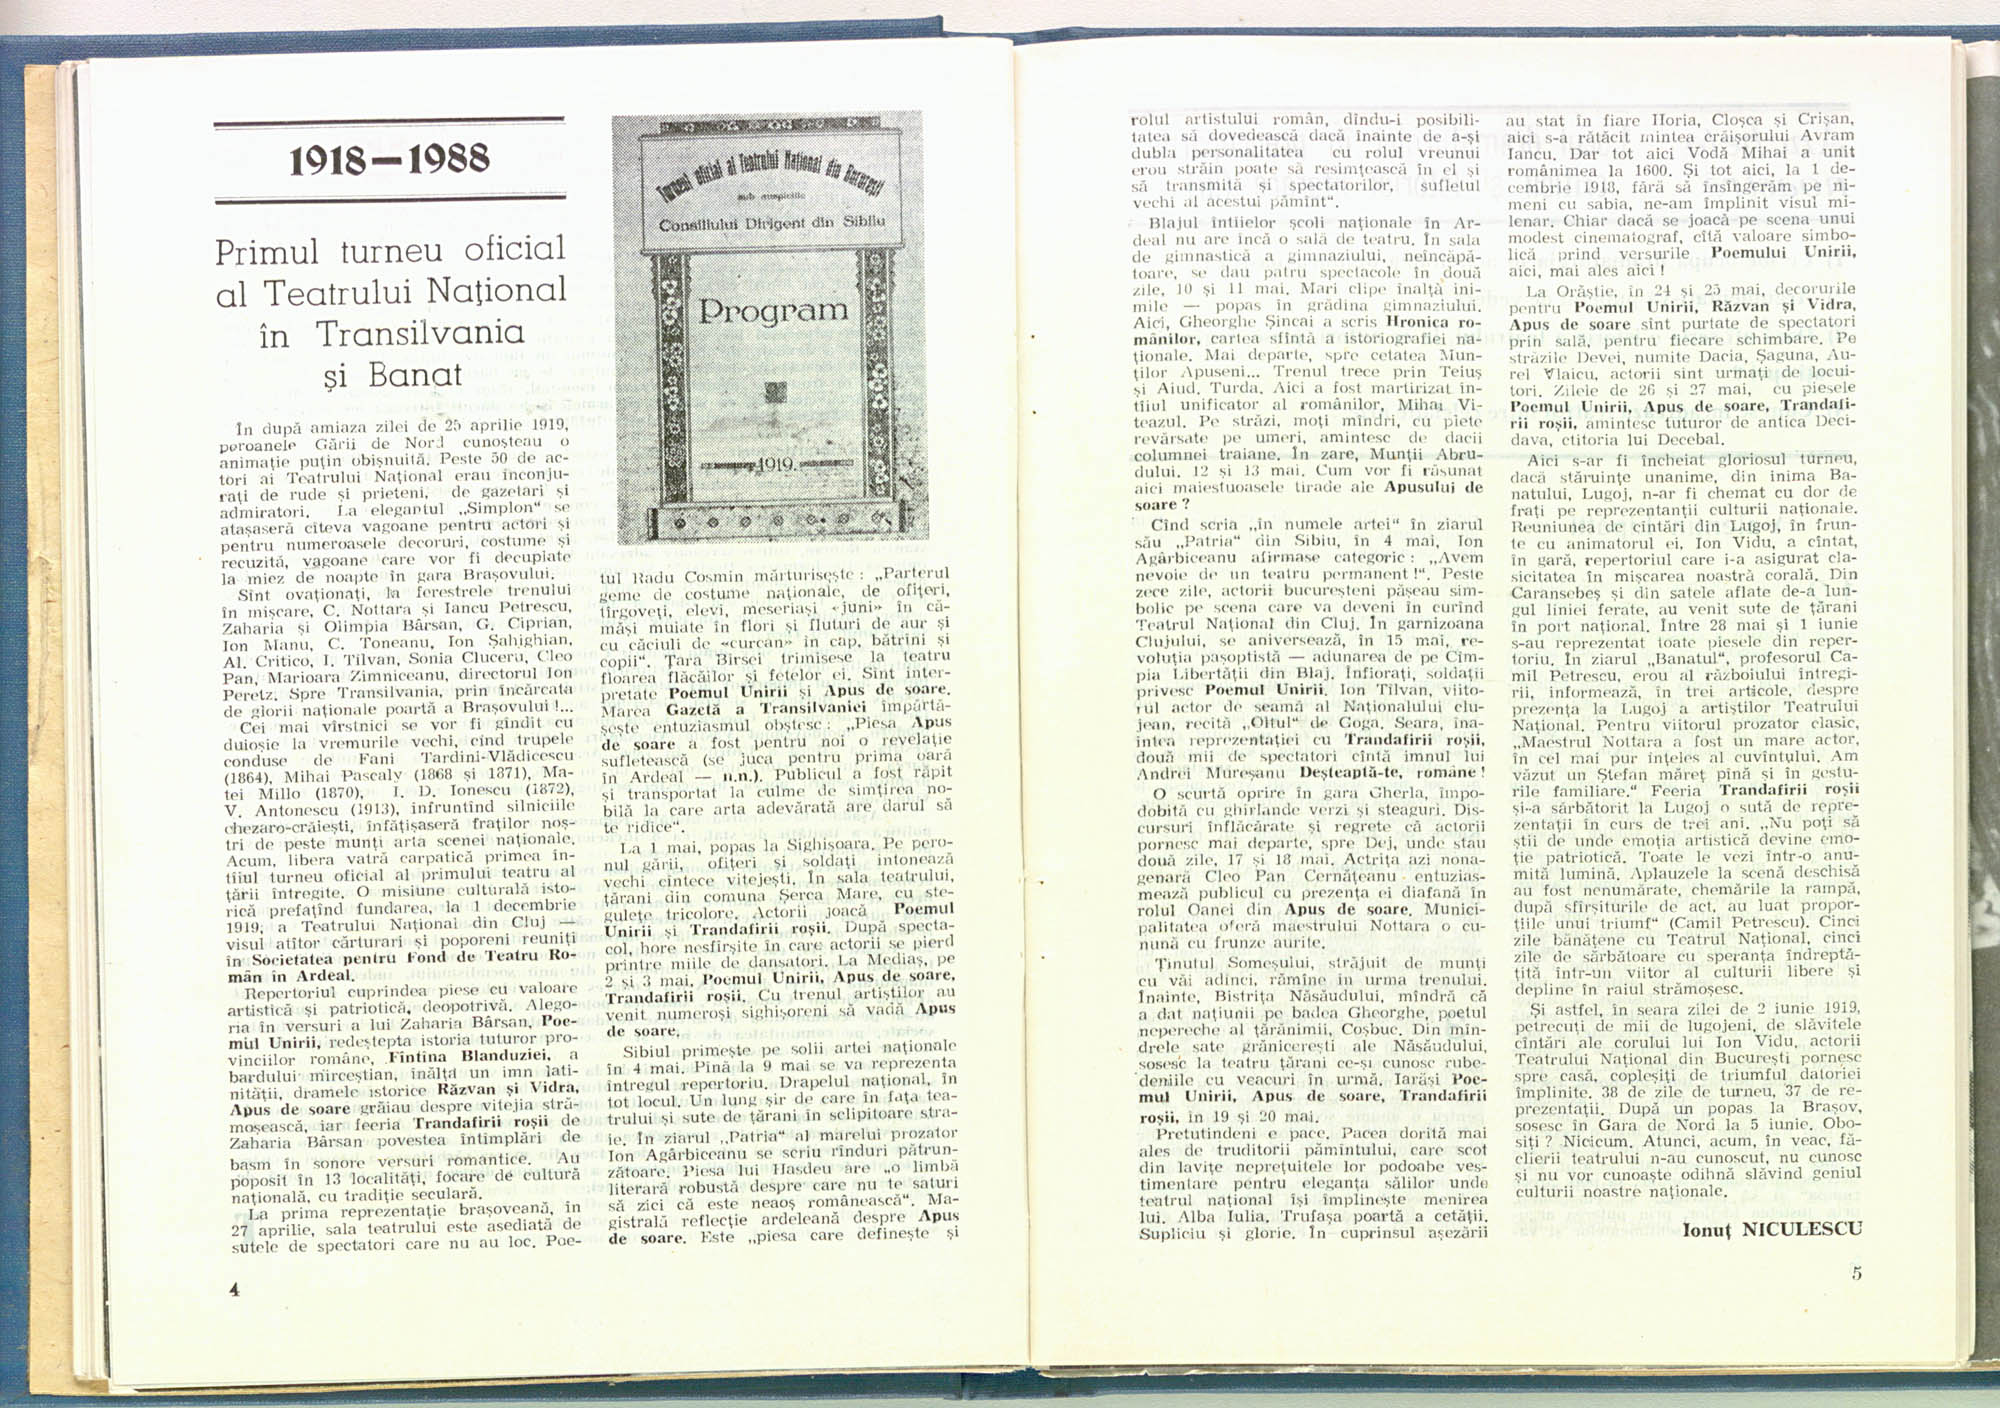 1918—1988
Primul turneu oficial
al Teatrului Național
în Transilvania
și Banat
În după amiaza zilei de 25 aprilie 1919,
peroanele Gării de Nord cunoșteau o
animație puțin obișnuită. Peste 50 de ac-
tori ai Teatrului Național erau înconju-
rați de rude și prieteni, de gazetari și
admiratori. La elegantul „Simplon“ se
atașaseră cîteva vagoane pentru actori și
pentru numeroasele decoruri, costume și
recuzită, vagoane care vor fi decuplate
la miez de noapte în gara Brașovului.
Sînt ovaționați, la ferestrele trenului
în mișcare, C. Nottara și Iancu Petrescu,
Zaharia și Olimpia Bârsan, G. Ciprian,
Ion Manu, C. Toneanu, Ion Șahighian,
Al. Critico, I. Tîlvan, Sonia Cluceru, Cleo
Pan, Marioara Zimniceanu, directorul Ion
Peretz. Spre Transilvania, prin încărcata
de glorii naționale poartă a Brașovului !...
Cei mai vîrstnici se vor fi gîndit cu
duioșie la vremurile vechi, cînd trupele
conduse de Fani Tardini-Vlădicescu
(1864), Mihai Pascaly (1868 și 1871), Ma-
tei Millo (1870), I. D. Ionescu (1872),
V. Antonescu (1913), înfruntînd silniciile
chezaro-crăiești, înfățișaseră fraților noș-
tri de peste munți arta scenei naționale.
Acum, libera vatră carpatică primea în-
tîiul turneu oficial al primului teatru al
țării întregite. O misiune culturală isto-
rică prefațînd fundarea, la 1 decembrie
1919, a Teatrului Național din Cluj —
visul atîtor cărturari și poporeni reuniți
în Societatea pentru Fond de Teatru Ro-
mân în Ardeal.
Repertoriul cuprindea piese cu valoare
artistică și patriotică, deopotrivă. Alego-
ria în versuri a lui Zaharia Bârsan, Poe-
mul Unirii, redeștepta istoria tuturor pro-
vinciilor române, Fîntîna Blanduziei, a
bardului mirceștian, înălța un imn lati-
nității, dramele istorice Răzvan și Vidra,
Apus de soare grăiau despre vitejia stră-
moșească, iar feeria Trandafirii roșii de
Zaharia Bârsan povestea întîmplări de
basm în sonore versuri romantice. Au
poposit în 13 localități, focare de cultură
națională, cu tradiție seculară.
La prima reprezentație brașoveană, în
27 aprilie, sala teatrului este asediată de
sutele de spectatori care nu au loc. Poe-
4
Turneul oficial al Teatrului Național din București
sub auspiciile
Consiliului Dirigent din Sibiiu
Program
1919.
tul Radu Cosmin mărturisește : „Parterul
geme de costume naționale, de ofițeri,
tîrgoveți, elevi, meseriași «juni» în că-
măși muiate în flori și fluturi de aur și
cu căciuli de «curcan» în cap, bătrîni și
copii“. Țara Bîrsei trimisese la teatru
floarea flăcăilor și fetelor ei. Sînt inter-
pretate Poemul Unirii și Apus de soare.
Marea Gazetă a Transilvaniei împărtă-
șește entuziasmul obștesc : „Piesa Apus
de soare a fost pentru noi o revelație
sufletească (se juca pentru prima oară
în Ardeal — n.n.). Publicul a fost răpit
și transportat la culme de simțirea no-
bilă la care arta adevărată are darul să
te ridice“.
La 1 mai, popas la Sighișoara. Pe pero-
nul gării, ofițeri și soldați intonează
vechi cîntece vitejești. În sala teatrului,
țărani din comuna Șerca Mare, cu ste-
gulețe tricolore. Actorii joacă Poemul
Unirii și Trandafirii roșii. După specta-
col, hore nesfîrșite în care actorii se pierd
printre miile de dansatori. La Mediaș, pe
2 și 3 mai, Poemul Unirii, Apus de soare,
Trandafirii roșii. Cu trenul artiștilor au
venit numeroși sighișoreni să vadă Apus
de soare.
Sibiul primește pe solii artei naționale
în 4 mai. Pînă la 9 mai se va reprezenta
întregul repertoriu. Drapelul național, în
tot locul. Un lung șir de care în fața tea-
trului și sute de țărani în sclipitoare stra-
ie. În ziarul „Patria“ al marelui prozator
Ion Agârbiceanu se scriu rînduri pătrun-
zătoare. Piesa lui Hasdeu are „o limbă
literară robustă despre care nu te saturi
să zici că este neaoș românească“. Ma-
gistrală reflecție ardeleană despre Apus
de soare. Este „piesa care definește și
rolul artistului român, dîndu-i posibili-
tatea să dovedească dacă înainte de a-și
dubla personalitatea cu rolul vreunui
erou străin poate să resimțească în el și
să transmită și spectatorilor, sufletul
vechi al acestui pămînt“.
Blajul întîielor școli naționale în Ar-
deal nu are încă o sală de teatru. În sala
de gimnastică a gimnaziului, neîncăpă-
toare, se dau patru spectacole în două
zile, 10 și 11 mai. Mari clipe înalță ini-
mile — popas în grădina gimnaziului.
Aici, Gheorghe Șincai a scris Hronica ro-
mânilor, cartea sfîntă a istoriografiei na-
ționale. Mai departe, spre cetatea Mun-
ților Apuseni... Trenul trece prin Teiuș
și Aiud. Turda. Aici a fost martirizat în-
tîiul unificator al românilor, Mihai Vi-
teazul. Pe străzi, moți mîndri, cu plete
revărsate pe umeri, amintesc de dacii
columnei traiane. În zare, Munții Abru-
dului. 12 și 13 mai. Cum vor fi răsunat
aici maiestuoasele tirade ale Apusului de
soare ?
Cînd scria „în numele artei“ în ziarul
său „Patria“ din Sibiu, în 4 mai, Ion
Agârbiceanu afirmase categoric : „Avem
nevoie de un teatru permanent !“. Peste
zece zile, actorii bucureșteni pășeau sim-
bolic pe scena care va deveni în curînd
Teatrul Național din Cluj. În garnizoana
Clujului, se aniversează, în 15 mai, re-
voluția pașoptistă — adunarea de pe Cîm-
pia Libertății din Blaj. Înfiorați, soldații
privesc Poemul Unirii. Ion Tîlvan, viito-
rul actor de seamă al Naționalului clu-
jean, recită „Oltul“ de Goga. Seara, îna-
intea reprezentației cu Trandafirii roșii,
două mii de spectatori cîntă imnul lui
Andrei Mureșanu Deșteaptă-te, române !
O scurtă oprire în gara Gherla, împo-
dobită cu ghirlande verzi și steaguri. Dis-
cursuri înflăcărate și regrete că actorii
pornesc mai departe, spre Dej, unde stau
două zile, 17 și 18 mai. Actrița azi nona-
genară Cleo Pan Cernățeanu entuzias-
mează publicul cu prezența ei diafană în
rolul Oanei din Apus de soare. Munici-
palitatea oferă maestrului Nottara o cu-
nună cu frunze aurite.
Ținutul Someșului, străjuit de munți
cu văi adînci, rămîne în urma trenului.
Înainte, Bistrița Năsăudului, mîndră că
a dat națiunii pe badea Gheorghe, poetul
nepereche al țărănimii, Coșbuc. Din mîn-
drele sate grănicerești ale Năsăudului,
sosesc la teatru țărani ce-și cunosc rube-
deniile cu veacuri în urmă. Iarăși Poe-
mul Unirii, Apus de soare, Trandafirii
roșii, în 19 și 20 mai.
Pretutindeni e pace. Pacea dorită mai
ales de truditorii pămîntului, care scot
din lavițe neprețuitele lor podoabe ves-
timentare pentru eleganța sălilor unde
teatrul național își împlinește menirea
lui. Alba Iulia. Trufașa poartă a cetății.
Supliciu și glorie. În cuprinsul așezării
au stat în fiare Horia, Cloșca și Crișan,
aici s-a rătăcit mintea crăișorului Avram
Iancu. Dar tot aici Vodă Mihai a unit
românimea la 1600. Și tot aici, la 1 de-
cembrie 1918, fără să însîngerăm pe ni-
meni cu sabia, ne-am împlinit visul mi-
lenar. Chiar dacă se joacă pe scena unui
modest cinematograf, cîtă valoare simbo-
lică prind versurile Poemului Unirii,
aici, mai ales aici !
La Orăștie, în 24 și 25 mai, decorurile
pentru Poemul Unirii, Răzvan și Vidra,
Apus de soare sînt purtate de spectatori
prin sală, pentru fiecare schimbare. Pe
străzile Devei, numite Dacia, Șaguna, Au-
rel Vlaicu, actorii sînt urmați de locui-
tori. Zilele de 26 și 27 mai, cu piesele
Poemul Unirii, Apus de soare, Trandafi-
rii roșii, amintesc tuturor de antica Deci-
dava, ctitoria lui Decebal.
Aici s-ar fi încheiat gloriosul turneu,
dacă stăruințe unanime, din inima Ba-
natului, Lugoj, n-ar fi chemat cu dor de
frați pe reprezentanții culturii naționale.
Reuniunea de cîntări din Lugoj, în frun-
te cu animatorul ei, Ion Vidu, a cîntat,
în gară, repertoriul care i-a asigurat cla-
sicitatea în mișcarea noastră corală. Din
Caransebeș și din satele aflate de-a lun-
gul liniei ferate, au venit sute de țărani
în port național. Între 28 mai și 1 iunie
s-au reprezentat toate piesele din reper-
toriu. În ziarul „Banatul“, profesorul Ca-
mil Petrescu, erou al războiului întregi-
rii, informează, în trei articole, despre
prezența la Lugoj a artiștilor Teatrului
Național. Pentru viitorul prozator clasic,
„Maestrul Nottara a fost un mare actor,
în cel mai pur înțeles al cuvîntului. Am
văzut un Ștefan măreț pînă și în gestu-
rile familiare.“ Feeria Trandafirii roșii
și-a sărbătorit la Lugoj o sută de repre-
zentații în curs de trei ani. „Nu poți să
știi de unde emoția artistică devine emo-
ție patriotică. Toate le vezi într-o anu-
mită lumină. Aplauzele la scenă deschisă
au fost nenumărate, chemările la rampă,
după sfîrșiturile de act, au luat propor-
țiile unui triumf“ (Camil Petrescu). Cinci
zile bănățene cu Teatrul Național, cinci
zile de sărbătoare cu speranța îndreptă-
țită într-un viitor al culturii libere și
depline în raiul strămoșesc.
Și astfel, în seara zilei de 2 iunie 1919,
petrecuți de mii de lugojeni, de slăvitele
cîntări ale corului lui Ion Vidu, actorii
Teatrului Național din București pornesc
spre casă, copleșiți de triumful datoriei
împlinite. 38 de zile de turneu, 37 de re-
prezentații. După un popas la Brașov,
sosesc în Gara de Nord la 5 iunie. Obo-
siți ? Nicicum. Atunci, acum, în veac, fă-
clierii teatrului n-au cunoscut, nu cunosc
și nu vor cunoaște odihnă slăvind geniul
culturii noastre naționale.
Ionuț NICULESCU
5